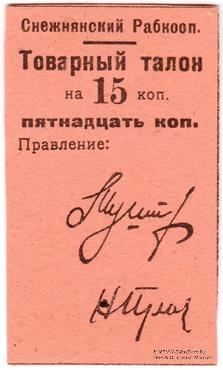 Снежнянский Рабкооп.
Товарный талон
на 15 коп.
пятнадцать коп.
Правление: